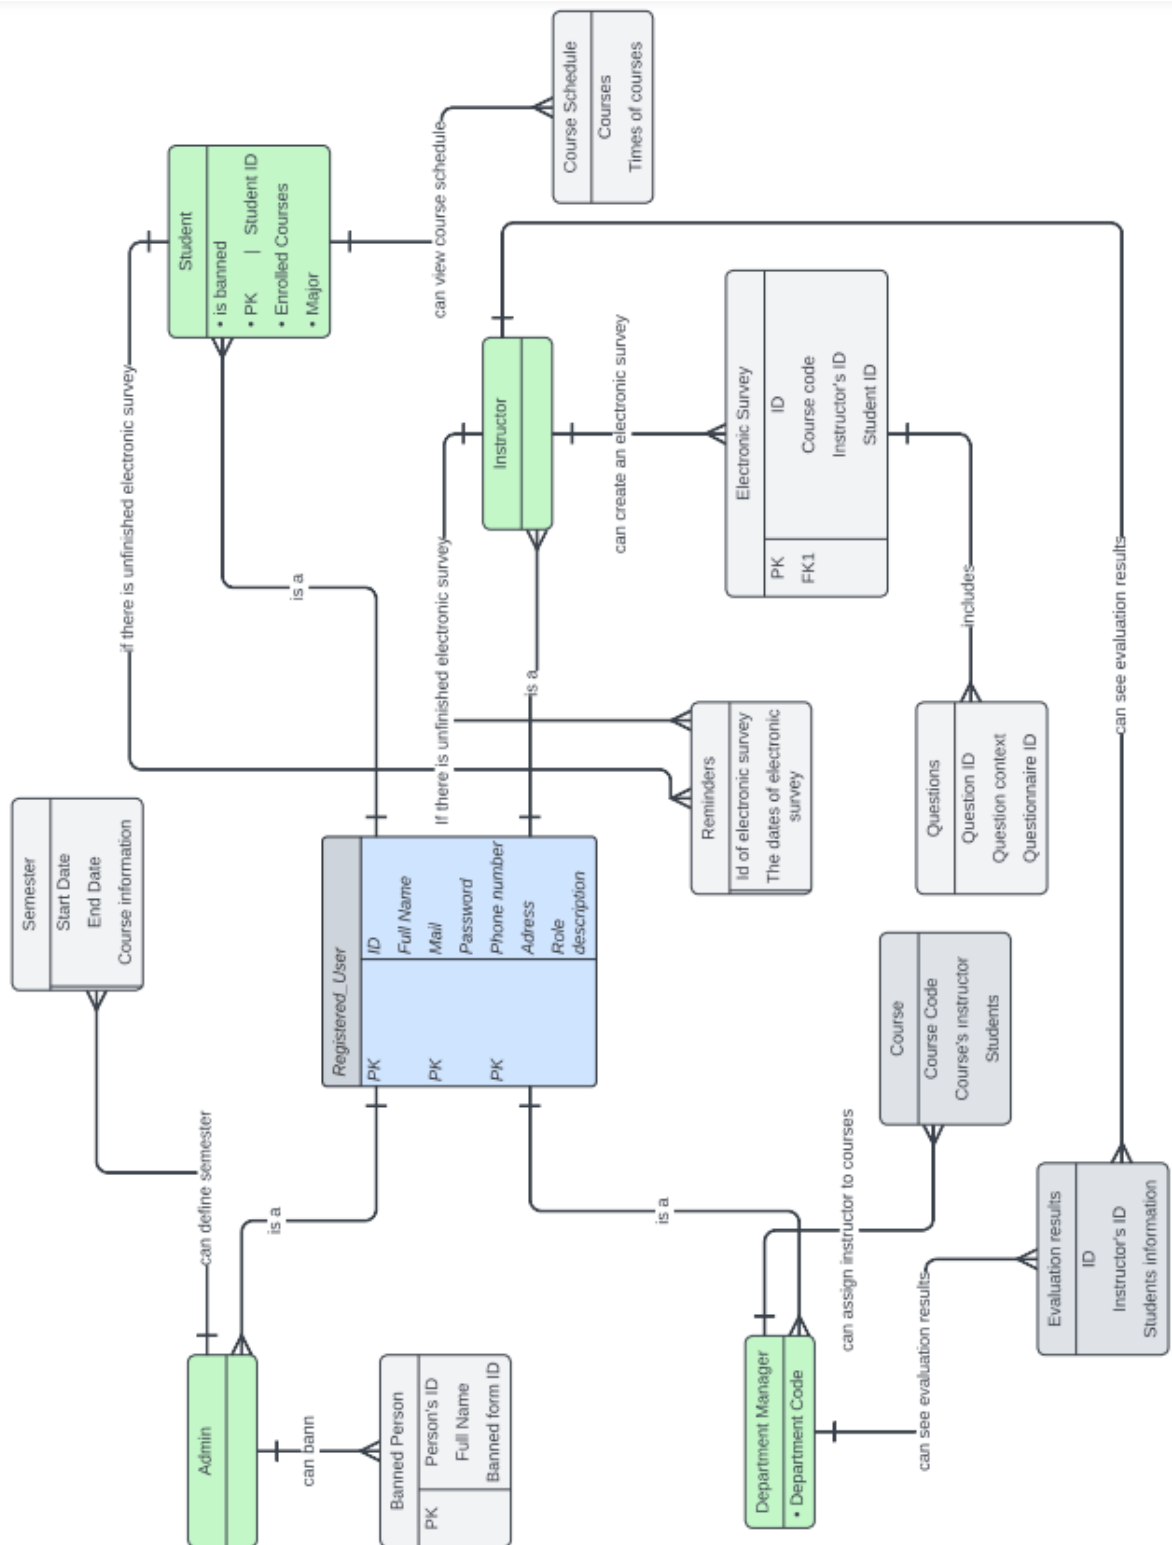 Semester
Start Date
End Date
Course information
if there is unfinished electronic survey
Student
• is banned
• PK | Student ID
• Enrolled Courses
• Major
can define semester
Admin
is a
is a
can bann
Banned Person
PK Person's ID
Full Name
Banned form ID
Registered_User
PK ID
Full Name
PK Mail
Password
PK Phone number
Adress
Role
description
can view course schedule
Course Schedule
Courses
Times of courses
If there is unfinished electronic survey
Instructor
is a
can create an electronic survey
is a
Reminders
Id of electronic survey
The dates of electronic
survey
Electronic Survey
PK ID
FK1 Course code
Instructor's ID
Student ID
Department Manager
• Department Code
can assign instructor to courses
Course
Course Code
Course's instructor
Students
can see evaluation results
includes
Questions
Question ID
Question context
Questionnaire ID
Evaluation results
ID
Instructor's ID
Students information
can see evaluation results